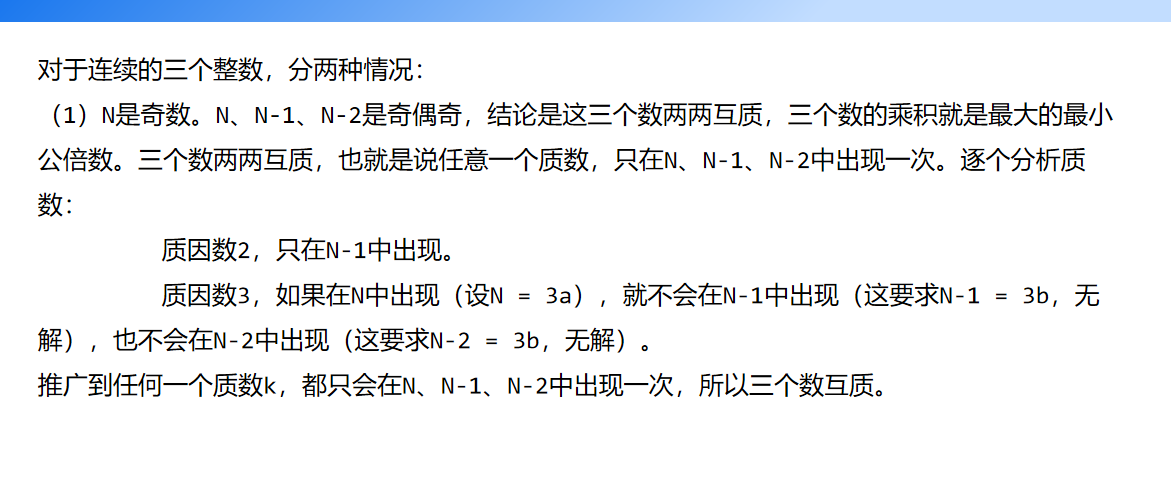 对于连续的三个整数，分两种情况：
（1）N是奇数。N、N-1、N-2是奇偶奇，结论是这三个数两两互质，三个数的乘积就是最大的最小
公倍数。三个数两两互质，也就是说任意一个质数，只在N、N-1、N-2中出现一次。逐个分析质
数：
质因数2，只在N-1中出现。
质因数3，如果在N中出现（设N = 3a），就不会在N-1中出现（这要求N-1 = 3b，无
解），也不会在N-2中出现（这要求N-2 = 3b，无解）。
推广到任何一个质数k，都只会在N、N-1、N-2中出现一次，所以三个数互质。